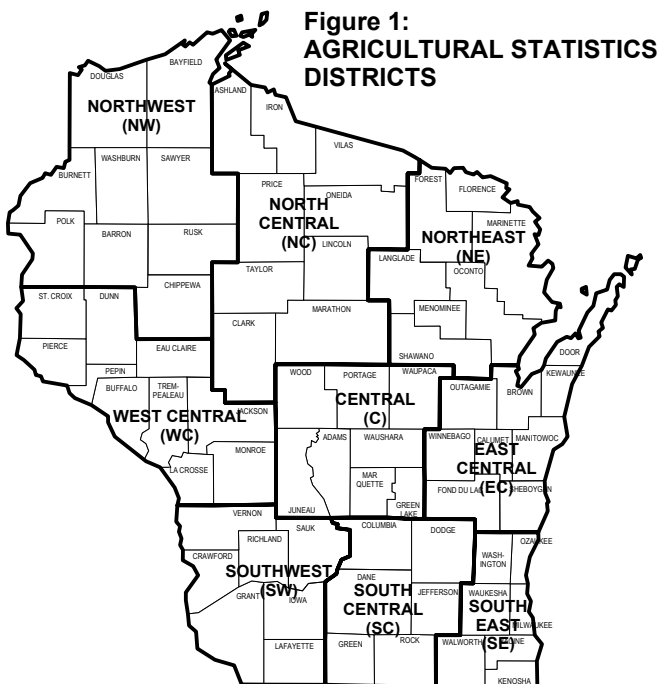 Figure 1:
AGRICULTURAL STATISTICS
DISTRICTS
BAYFIELD
DOUGLAS
ASHLAND
IRON
NORTHWEST
(NW)
VILAS
WASHBURN
SAWYER
BURNETT
PRICE
ONEIDA
FOREST
FLORENCE
NORTH
CENTRAL
(NC)
POLK
BARRON
RUSK
LINCOLN
MARINETTE
NORTHEAST
(NE)
LANGLADE
TAYLOR
OCONTO
CHIPPEWA
ST. CROIX
DUNN
CLARK
MARATHON
MENOMINEE
PIERCE
EAU CLAIRE
SHAWANO
DOOR
PEPIN
WOOD
PORTAGE
WAUPACA
KEWAUNEE
BUFFALO
TREM-
PEALEAU
OUTAGAMIE
BROWN
CENTRAL
(C)
JACKSON
WEST CENTRAL
(WC)
ADAMS
WAUSHARA
WINNEBAGO
CALUMET
MANITOWOC
MONROE
EAST
CENTRAL
(EC)
LA CROSSE
MAR
QUETTE
FOND DU LAC
SHEBOYGAN
JUNEAU
GREEN
LAKE
VERNON
SAUK
COLUMBIA
DODGE
RICHLAND
OZAUKEE
CRAWFORD
WASH-
INGTON
SOUTHWEST
(SW)
DANE
GRANT
IOWA
SOUTH
CENTRAL
(SC)
JEFFERSON
WAUKESHA
SOUTH
EAST
(SE)
MILWAUKEE
LAFAYETTE
GREEN
ROCK
WALWORTH
RACINE
KENOSHA